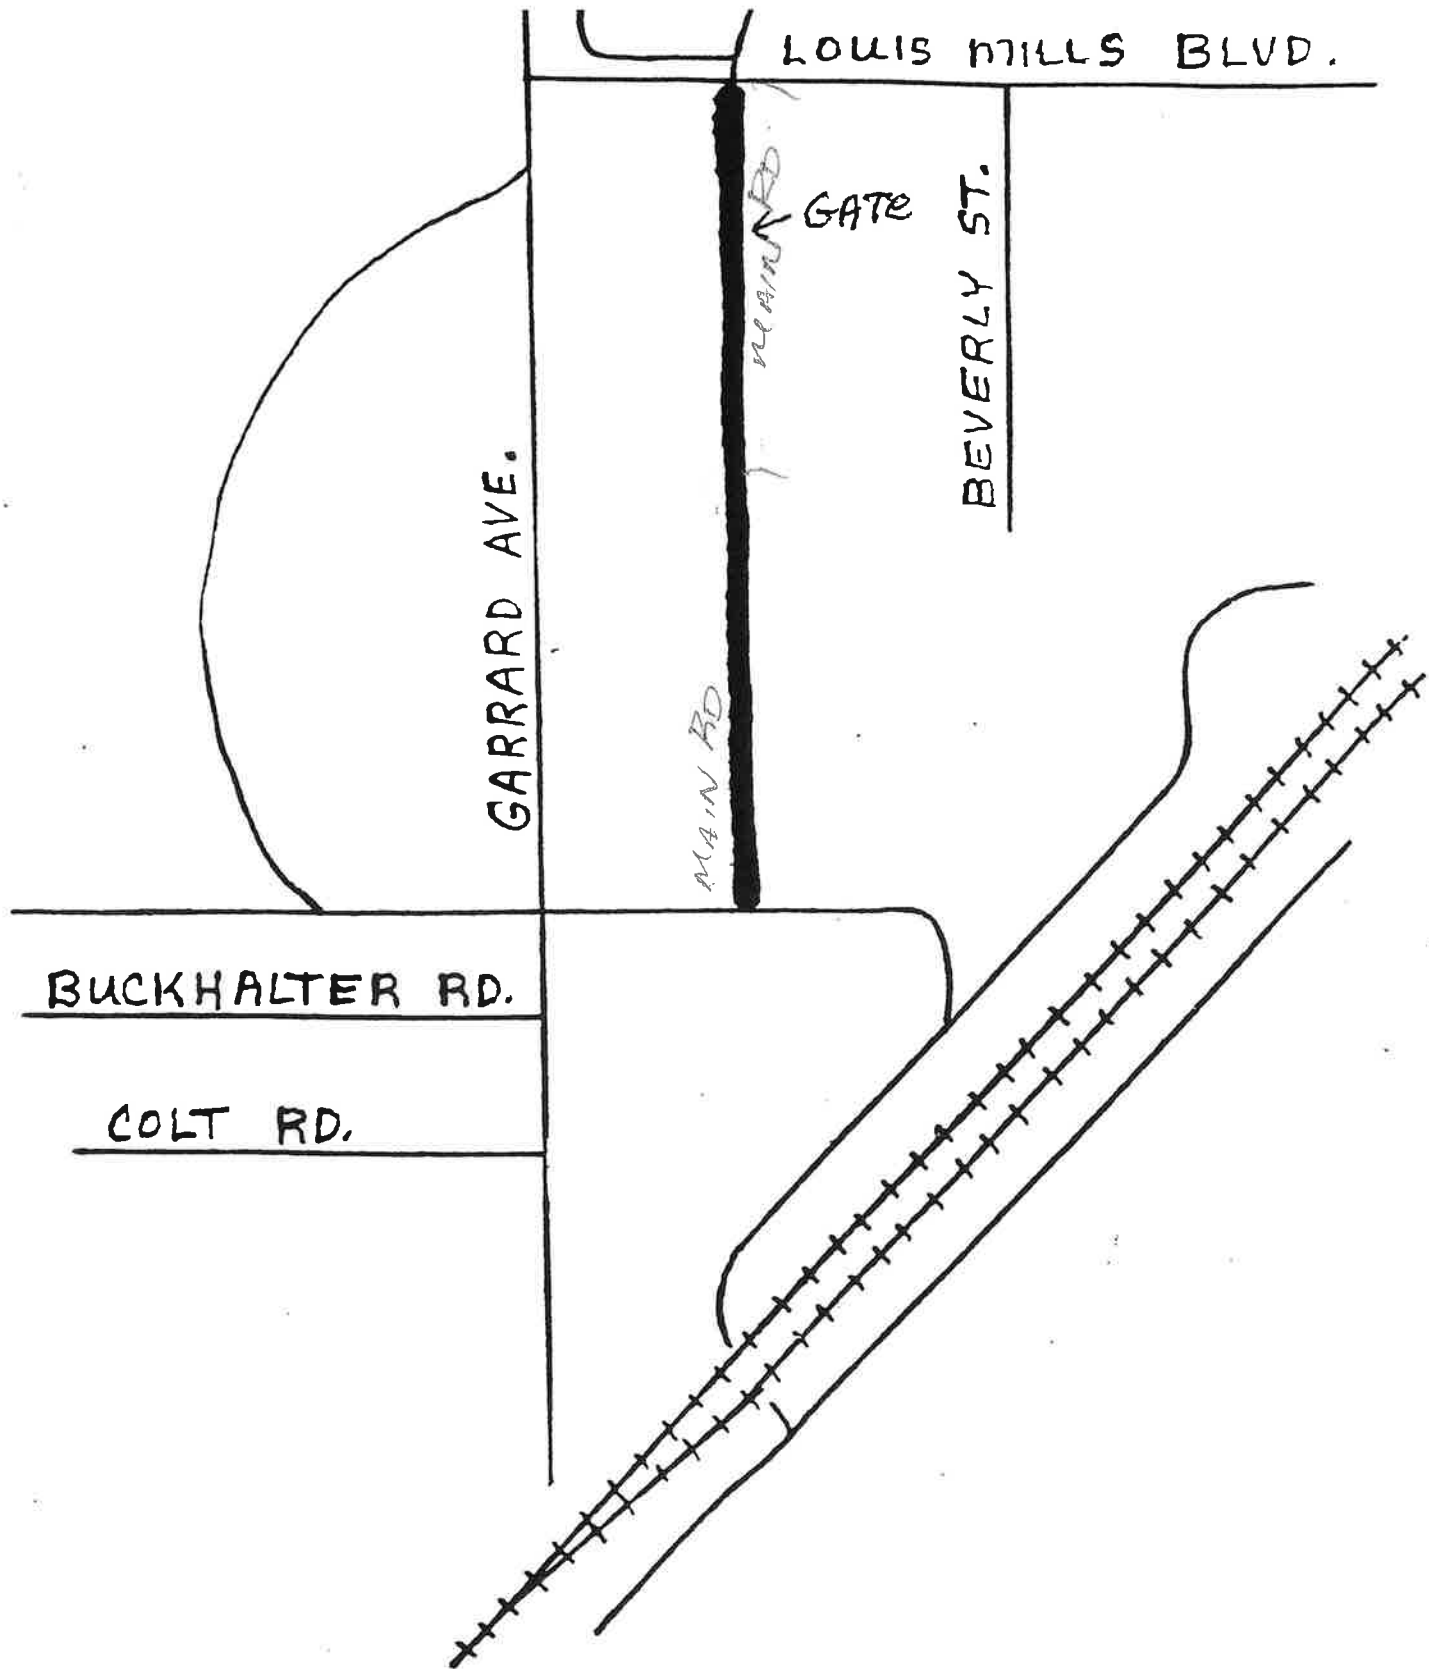 LOUIS MILLS BLVD.
GATE
MAIN RD
BEVERLY ST.
GARRARD AVE.
MAIN RD
BUCKHALTER RD.
COLT RD.